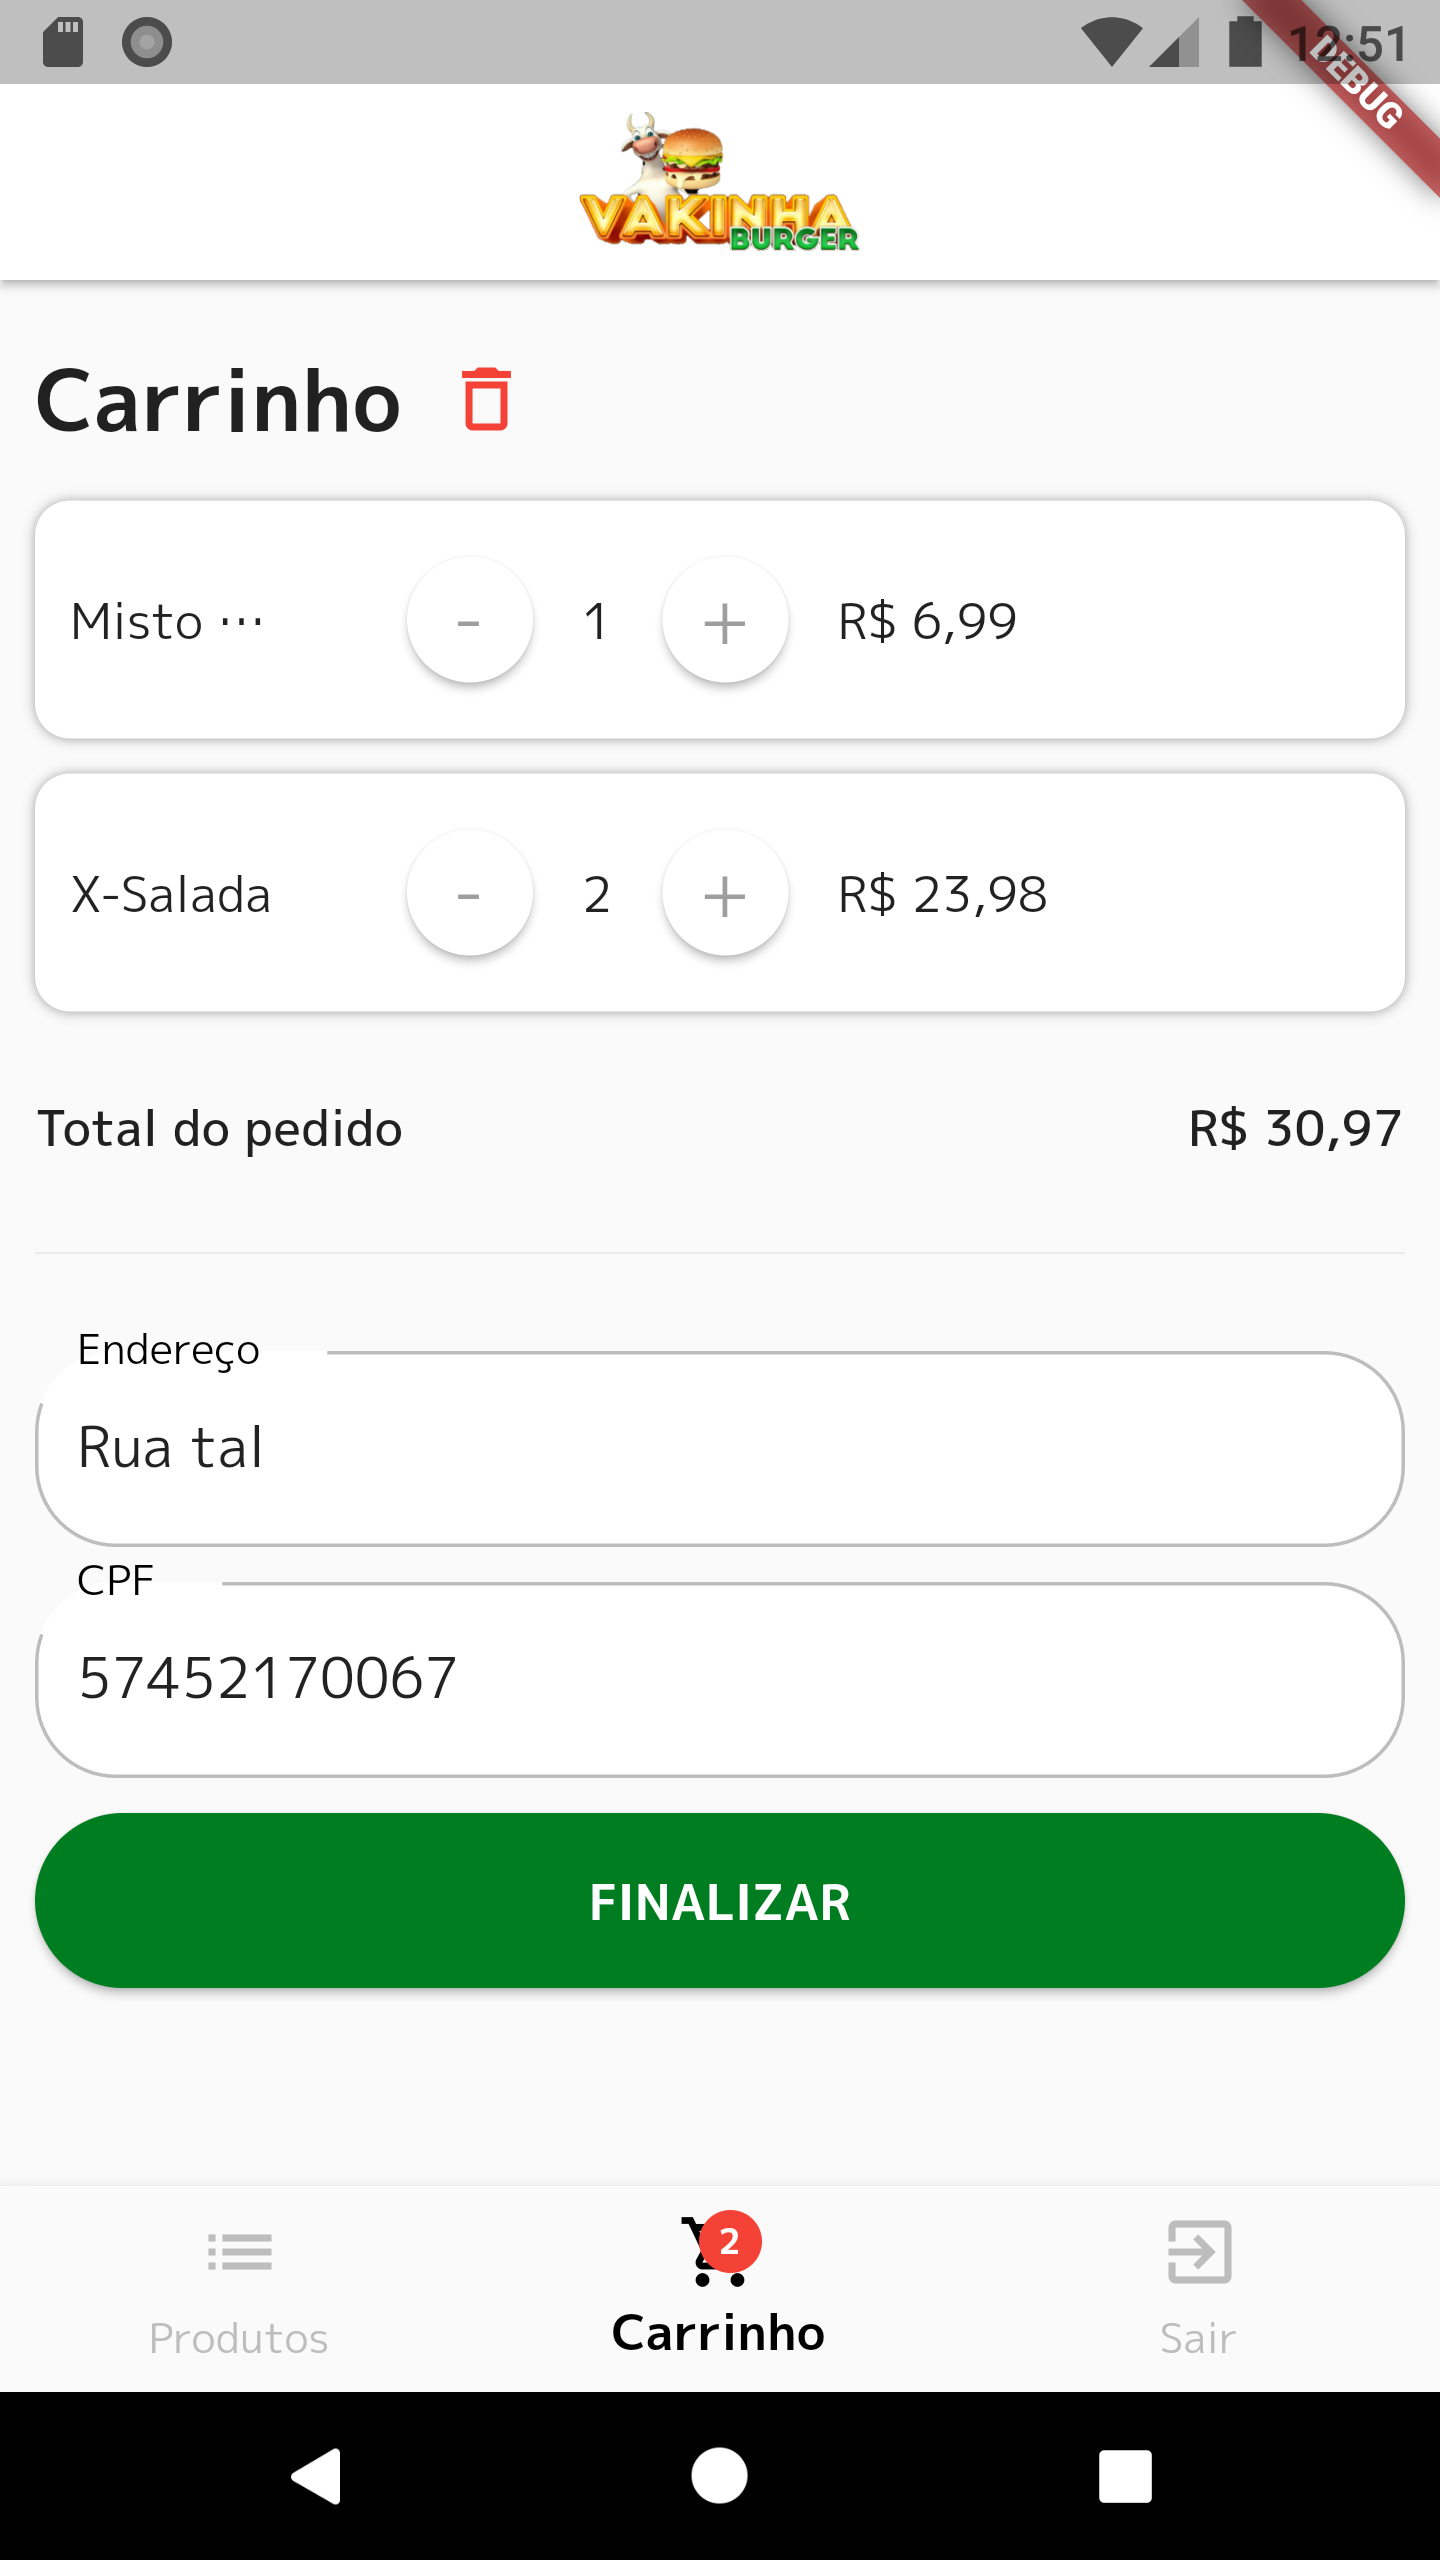 12:51
DEBUG
VAKINHA
BURGER
Carrinho
Misto ... - 1 + R$ 6,99
X-Salada - 2 + R$ 23,98
Total do pedido R$ 30,97
Endereço
Rua tal
CPF
57452170067
FINALIZAR
2
Produtos Carrinho Sair